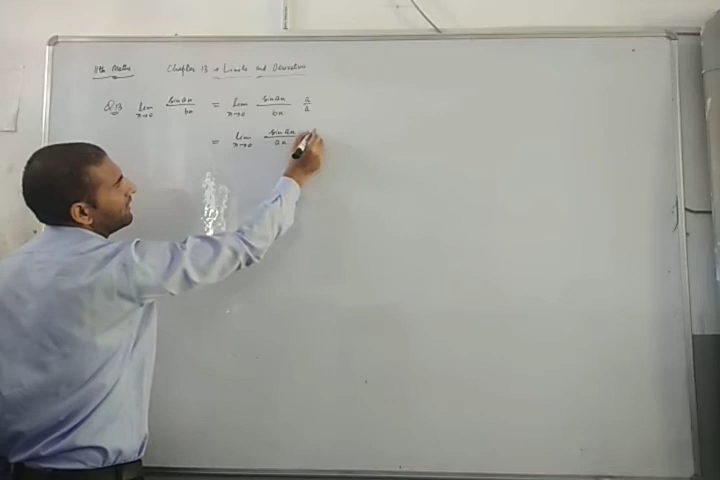 11th Maths Chapter 13 → Limits and Derivatives
Q13 lim x→0 sin ax / bx = lim x→0 sin ax / bx a/a
= lim x→0 sin ax / ax